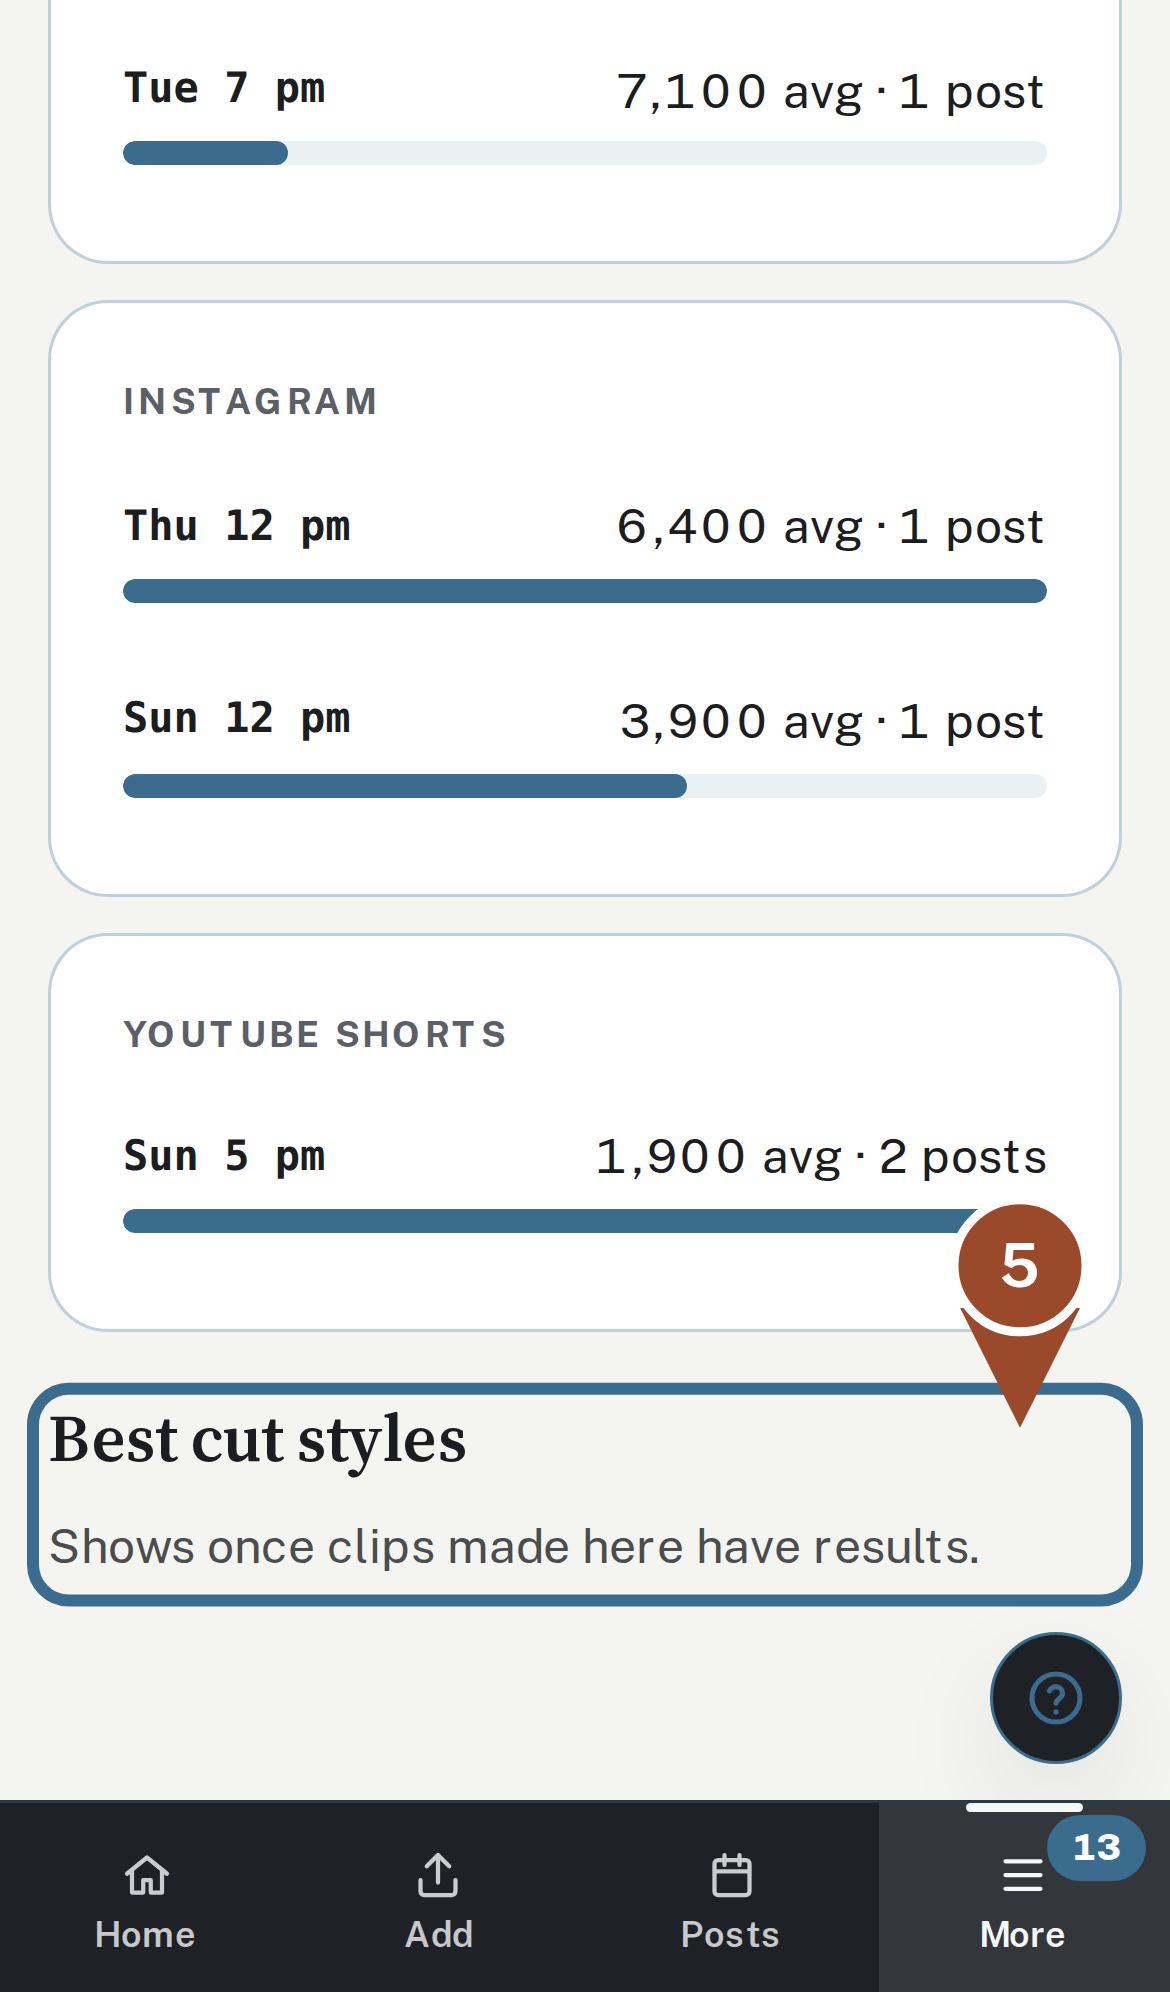 Tue 7 pm 7,100 avg · 1 post
INSTAGRAM
Thu 12 pm 6,400 avg · 1 post
Sun 12 pm 3,900 avg · 1 post
YOUTUBE SHORTS
Sun 5 pm 1,900 avg · 2 posts
5
Best cut styles
Shows once clips made here have results.
?
13
Home Add Posts More